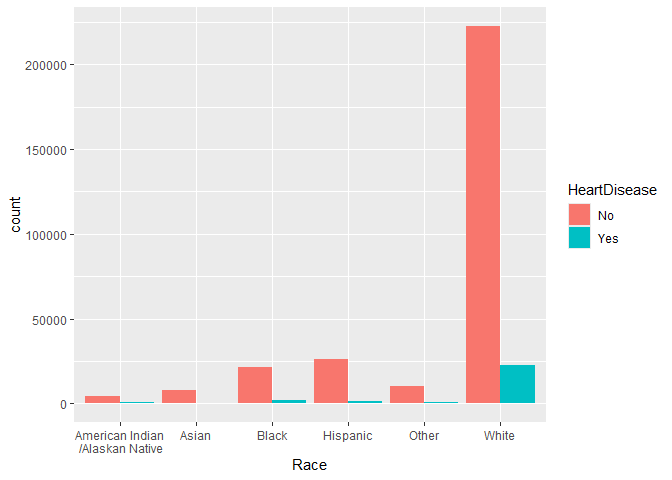 200000
150000
100000
50000
0
count
American Indian
/Alaskan Native
Asian
Black
Hispanic
Other
White
Race
HeartDisease
No
Yes